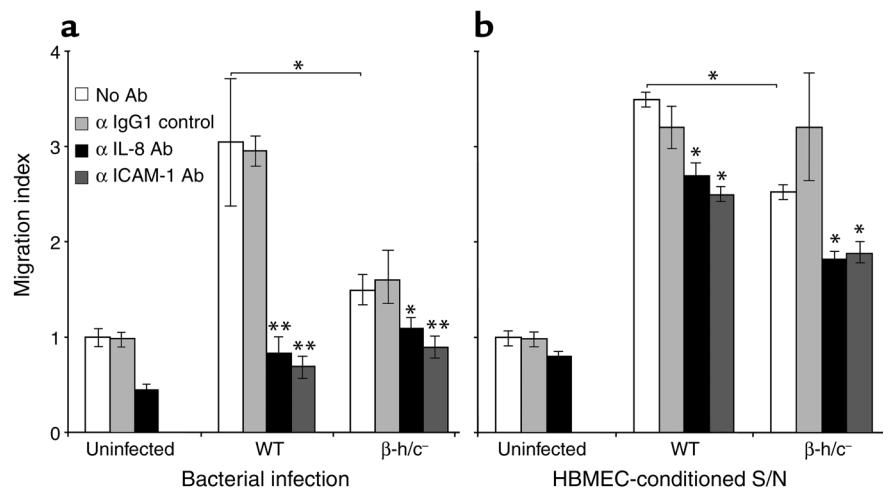 a
b
4
3
2
1
0
Migration index
No Ab
α IgG1 control
α IL-8 Ab
α ICAM-1 Ab
*
**
**
*
**
*
*
*
*
*
Uninfected
WT
β-h/c⁻
Bacterial infection
Uninfected
WT
β-h/c⁻
HBMEC-conditioned S/N